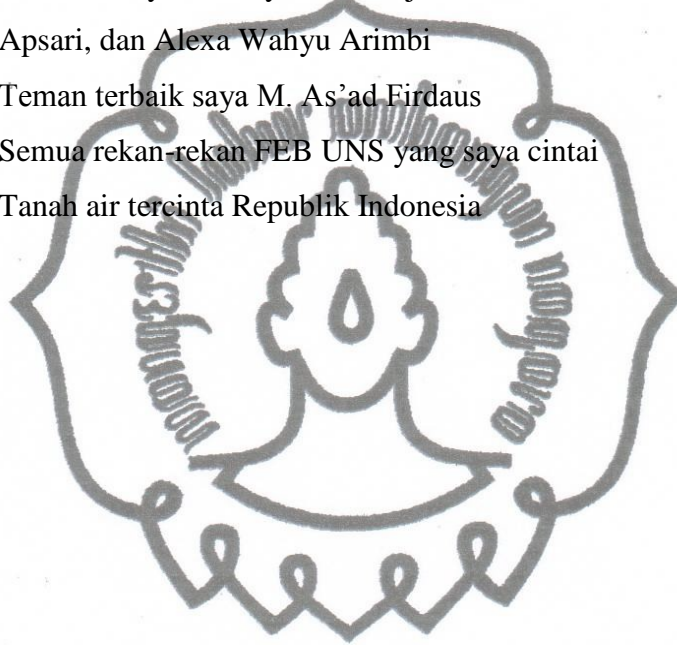 Apsari, dan Alexa Wahyu Arimbi
Teman terbaik saya M. As’ad Firdaus
Semua rekan-rekan FEB UNS yang saya cintai
Tanah air tercinta Republik Indonesia